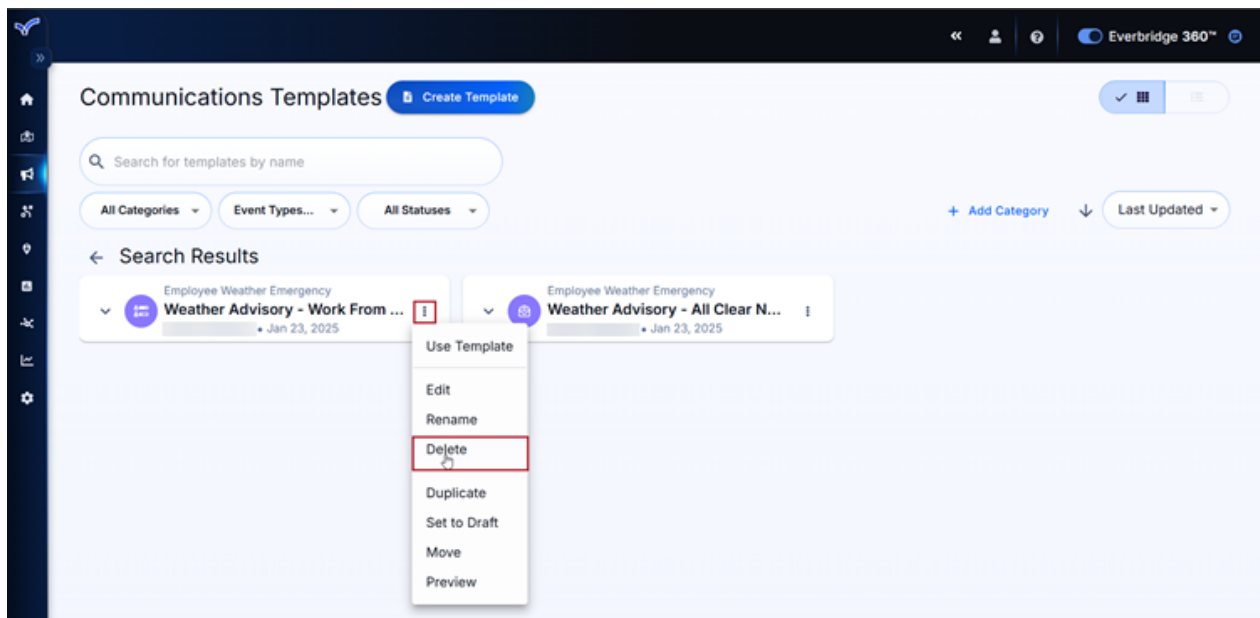 Everbridge 360™
Communications Templates
Create Template
Search for templates by name
All Categories
Event Types...
All Statuses
+ Add Category
Last Updated
Search Results
Employee Weather Emergency
Weather Advisory - Work From ...
• Jan 23, 2025
Employee Weather Emergency
Weather Advisory - All Clear N...
• Jan 23, 2025
Use Template
Edit
Rename
Delete
Duplicate
Set to Draft
Move
Preview